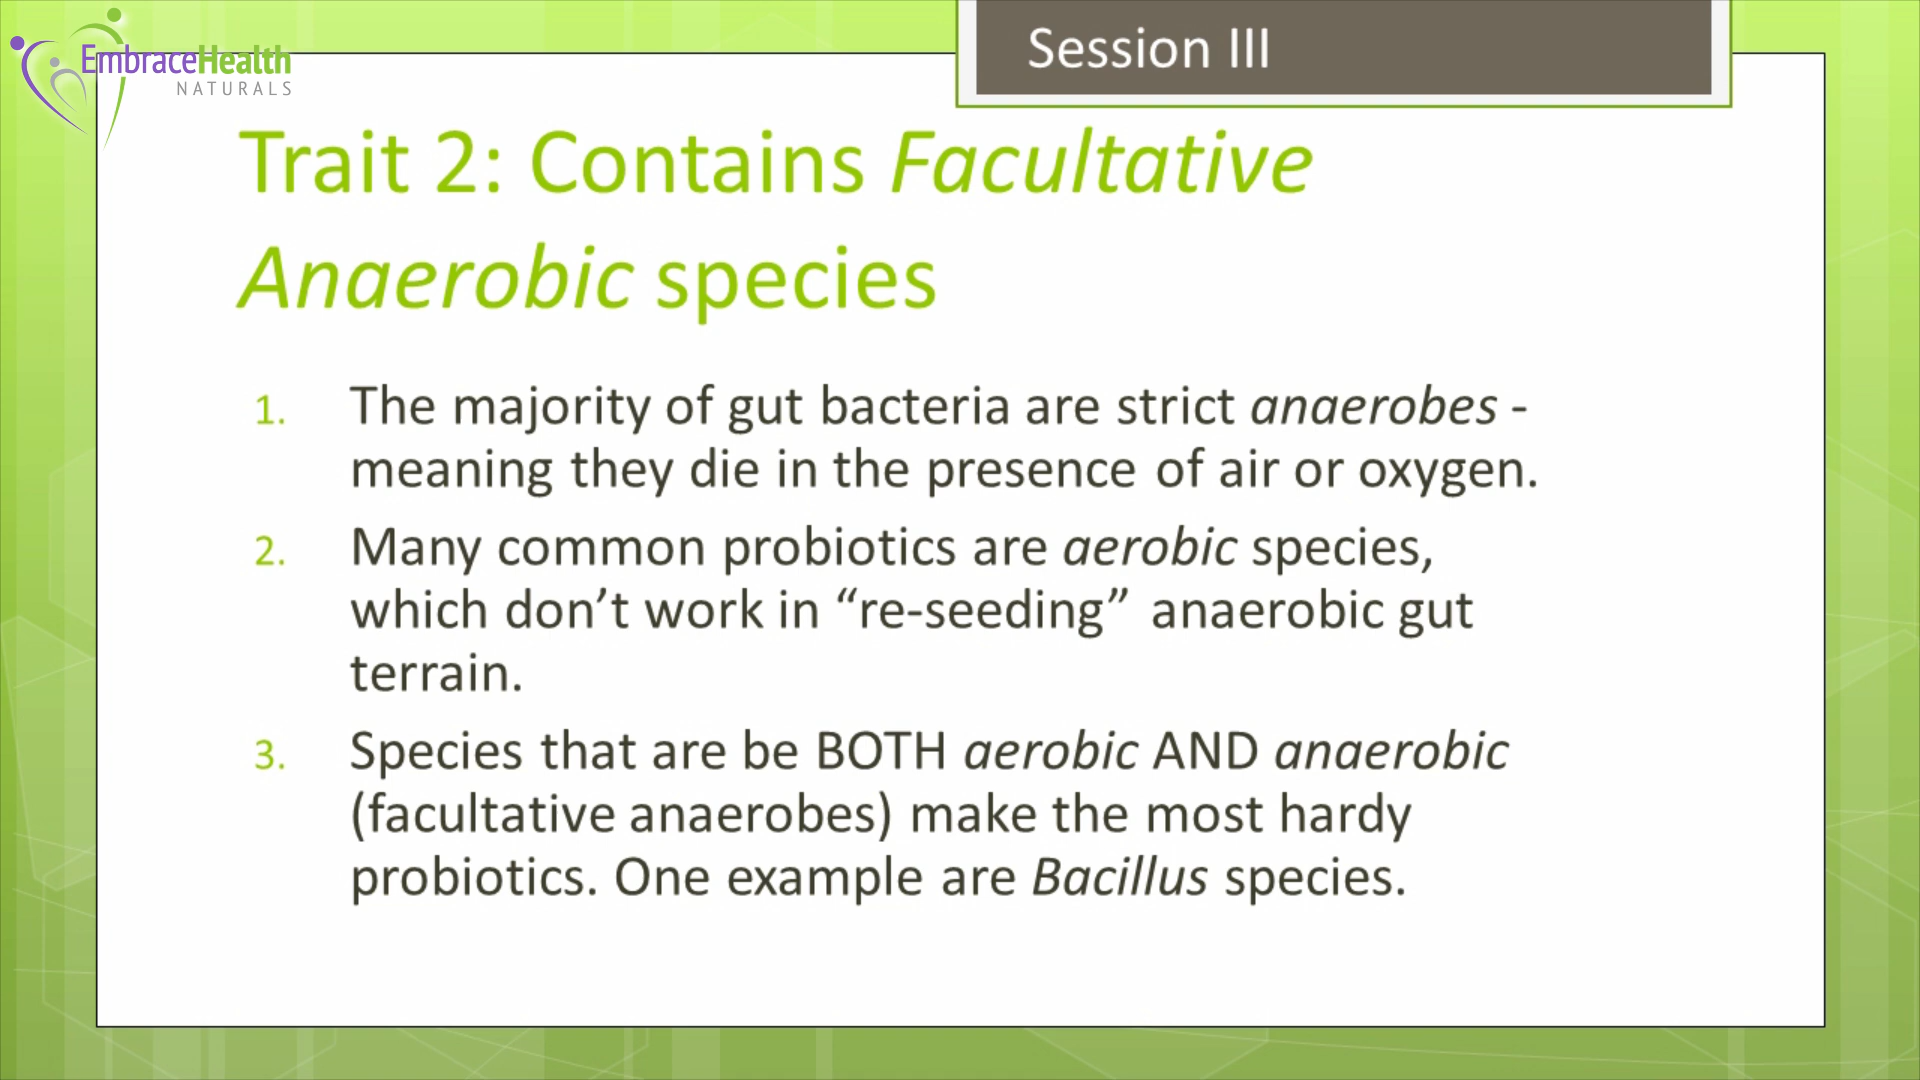 EmbraceHealth
NATURALS
Session III
Trait 2: Contains Facultative
Anaerobic species
1. The majority of gut bacteria are strict anaerobes -
meaning they die in the presence of air or oxygen.
2. Many common probiotics are aerobic species,
which don’t work in “re-seeding” anaerobic gut
terrain.
3. Species that are be BOTH aerobic AND anaerobic
(facultative anaerobes) make the most hardy
probiotics. One example are Bacillus species.